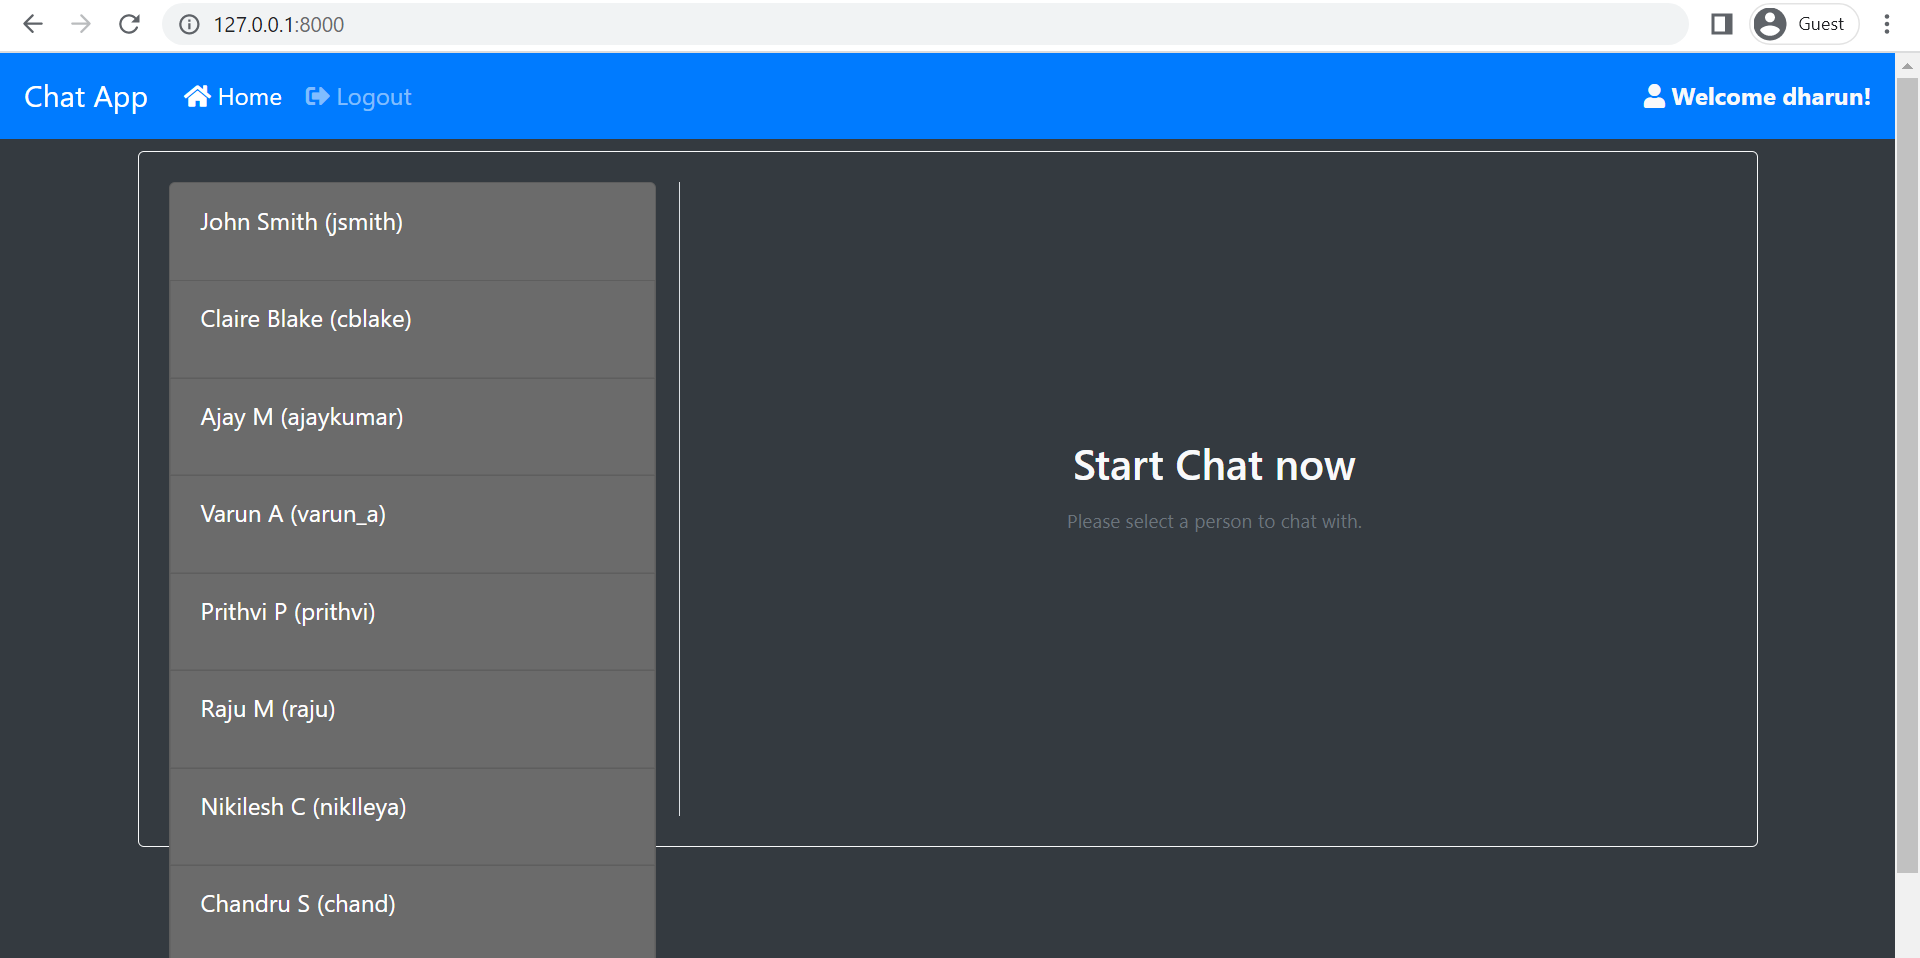 127.0.0.1:8000
Guest
Chat App Home Logout Welcome dharun!
John Smith (jsmith)
Claire Blake (cblake)
Ajay M (ajaykumar)
Varun A (varun_a)
Prithvi P (prithvi)
Raju M (raju)
Nikilesh C (niklleya)
Chandru S (chand)
Start Chat now
Please select a person to chat with.